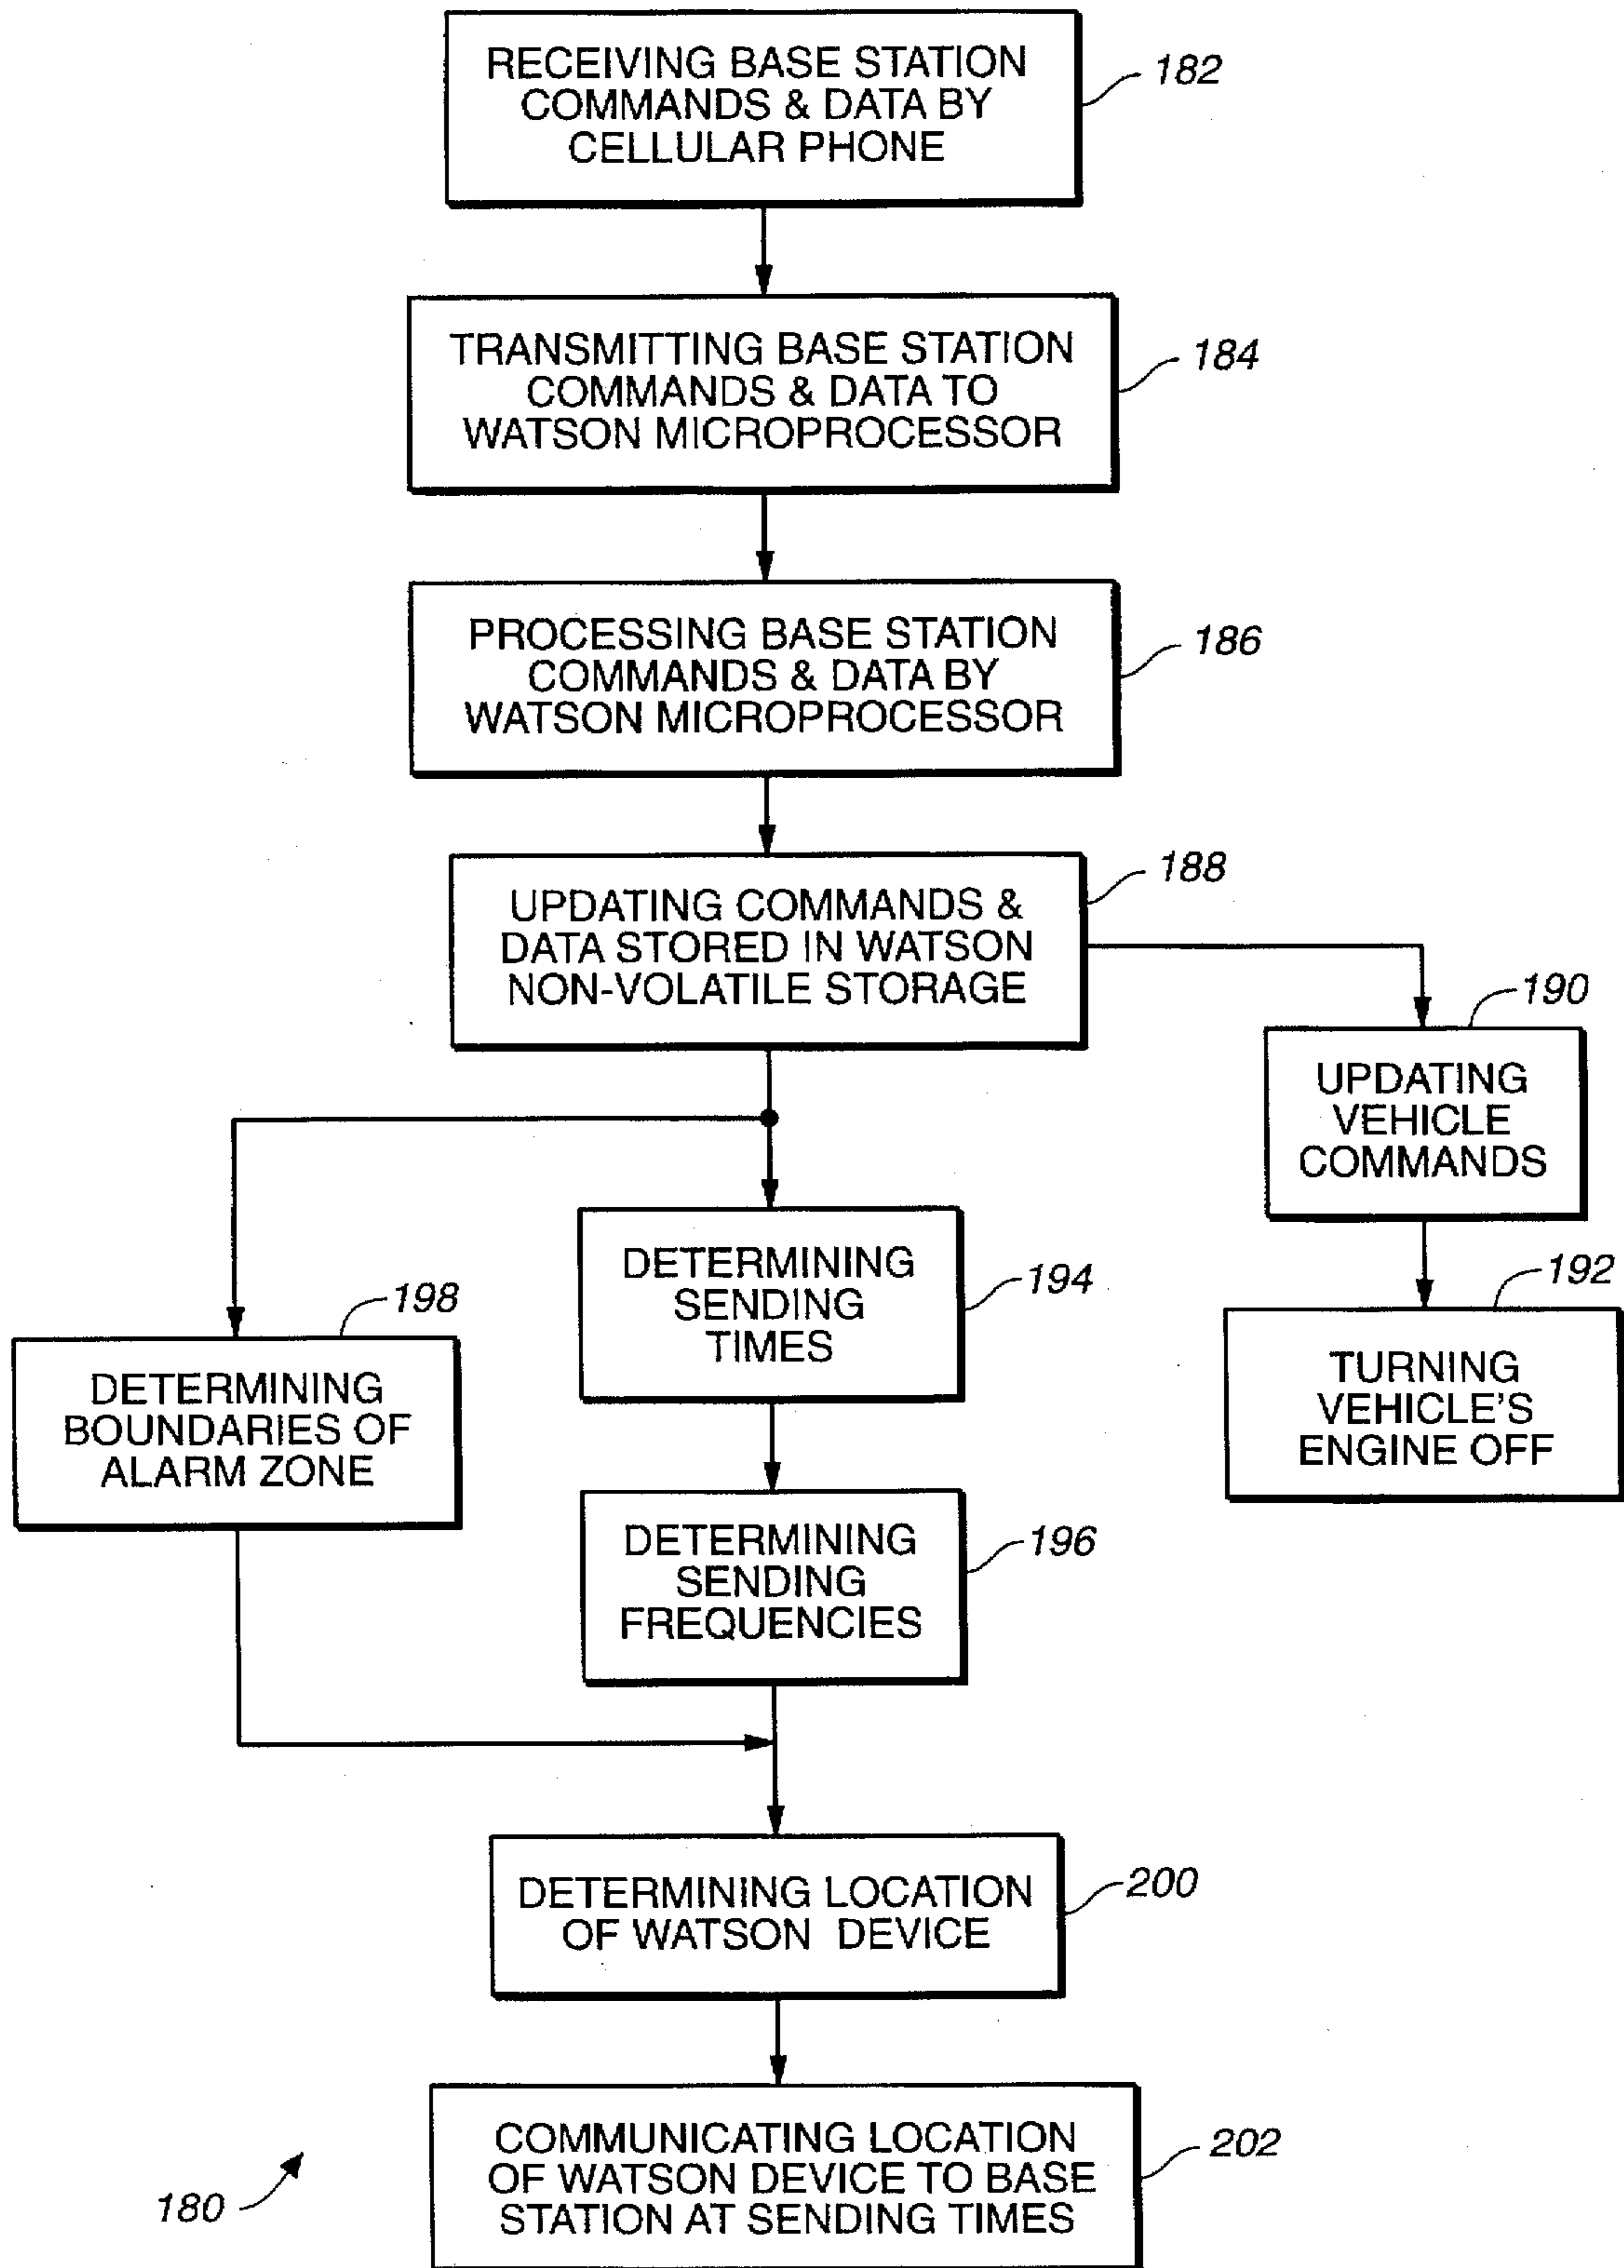 RECEIVING BASE STATION
COMMANDS & DATA BY
CELLULAR PHONE
182
TRANSMITTING BASE STATION
COMMANDS & DATA TO
WATSON MICROPROCESSOR
184
PROCESSING BASE STATION
COMMANDS & DATA BY
WATSON MICROPROCESSOR
186
UPDATING COMMANDS &
DATA STORED IN WATSON
NON-VOLATILE STORAGE
188
190
UPDATING
VEHICLE
COMMANDS
192
TURNING
VEHICLE'S
ENGINE OFF
DETERMINING
SENDING
TIMES
194
198
DETERMINING
BOUNDARIES OF
ALARM ZONE
DETERMINING
SENDING
FREQUENCIES
196
DETERMINING LOCATION
OF WATSON DEVICE
200
COMMUNICATING LOCATION
OF WATSON DEVICE TO BASE
STATION AT SENDING TIMES
202
180